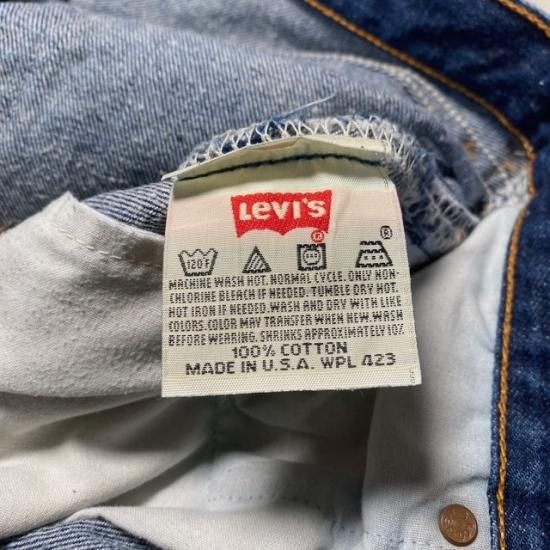 LEVI'S
®
120°F
®
MACHINE WASH HOT. NORMAL CYCLE. ONLY NON-
CHLORINE BLEACH IF NEEDED. TUMBLE DRY HOT.
HOT IRON IF NEEDED. WASH AND DRY WITH LIKE
COLORS. COLOR MAY TRANSFER WHEN NEW. WASH
BEFORE WEARING. SHRINKS APPROXIMATELY 10%
100% COTTON
MADE IN U.S.A. WPL 423